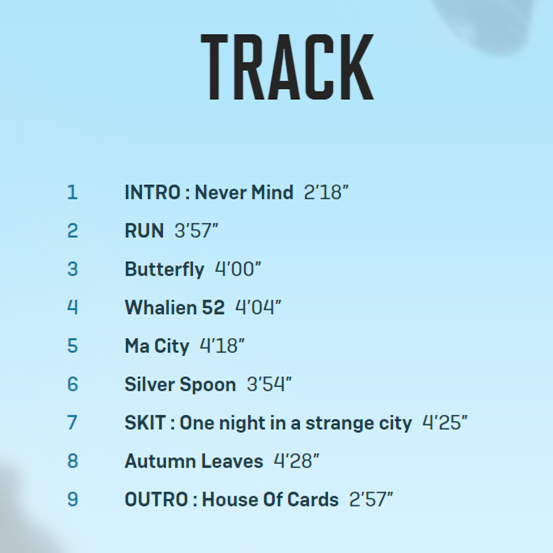 TRACK
1 INTRO : Never Mind 2'18"
2 RUN 3'57"
3 Butterfly 4'00"
4 Whalien 52 4'04"
5 Ma City 4'18"
6 Silver Spoon 3'54"
7 SKIT : One night in a strange city 4'25"
8 Autumn Leaves 4'28"
9 OUTRO : House Of Cards 2'57"